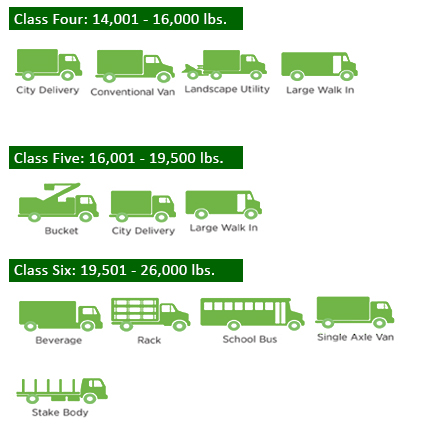 Class Four: 14,001 - 16,000 lbs.
City Delivery
Conventional Van
Landscape Utility
Large Walk In
Class Five: 16,001 - 19,500 lbs.
Bucket
City Delivery
Large Walk In
Class Six: 19,501 - 26,000 lbs.
Beverage
Rack
School Bus
Single Axle Van
Stake Body